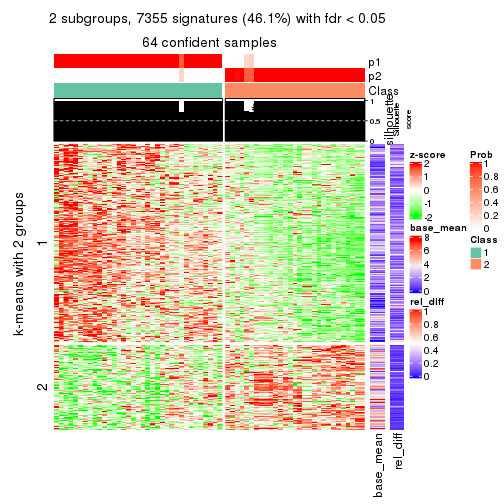 2 subgroups, 7355 signatures (46.1%) with fdr < 0.05
64 confident samples
p1
p2
Class
1
0.5
0
silhouette
Silhouette
score
k-means with 2 groups
1
2
base_mean
rel_diff
z-score
2
1
0
-1
-2
base_mean
8
6
4
2
0
rel_diff
1
0.8
0.6
0.4
0.2
0
Prob
1
0.8
0.6
0.4
0.2
0
Class
1
2